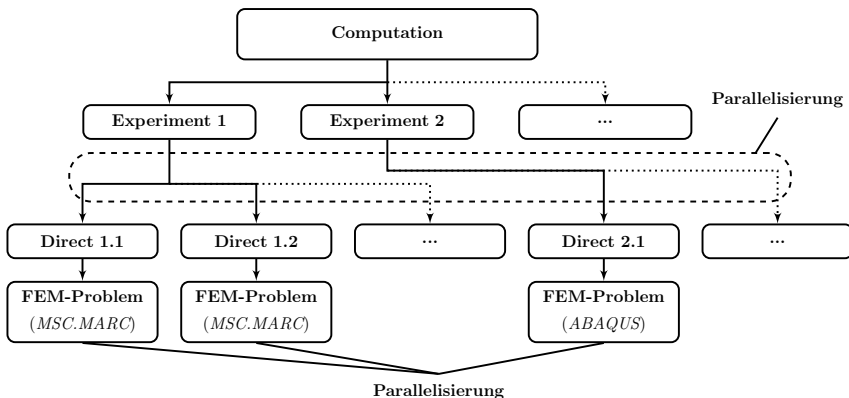 Computation
Experiment 1
Experiment 2
...
Parallelisierung
Direct 1.1
Direct 1.2
...
Direct 2.1
...
FEM-Problem
(MSC.MARC)
FEM-Problem
(MSC.MARC)
FEM-Problem
(ABAQUS)
Parallelisierung